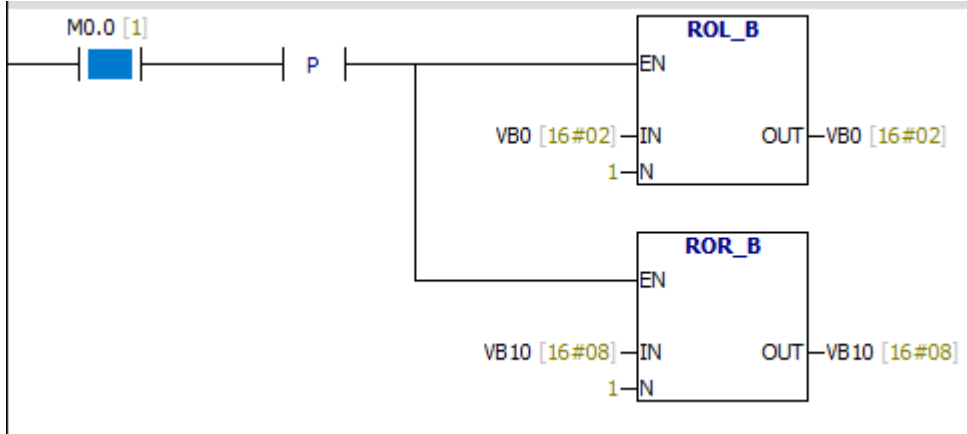 M0.0 [1]
P
ROL_B
EN
VB0 [16#02] IN OUT VB0 [16#02]
1 N
ROR_B
EN
VB10 [16#08] IN OUT VB10 [16#08]
1 N